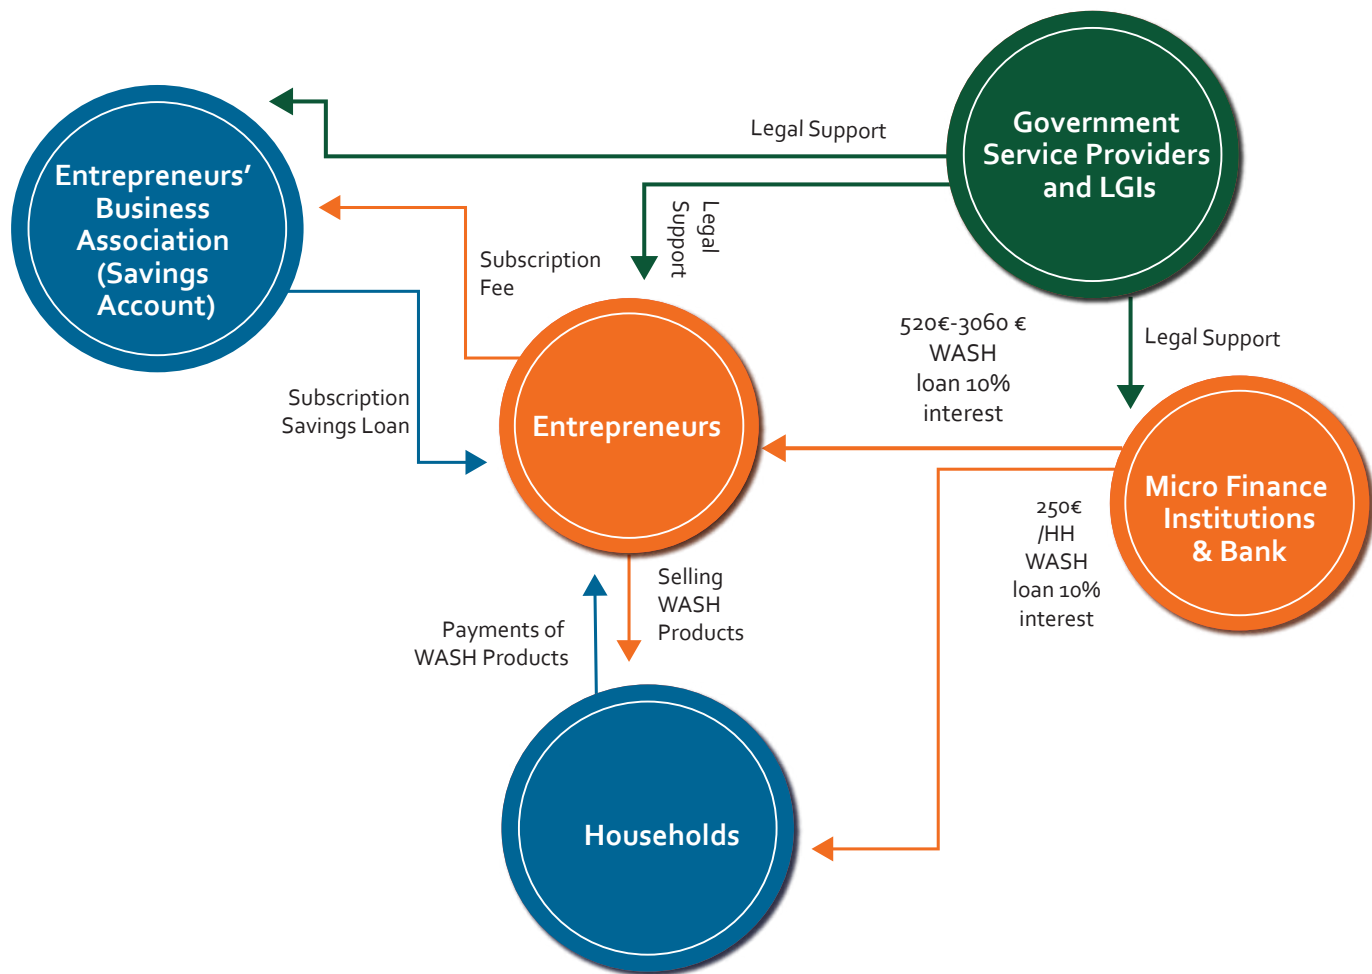 Government
Service Providers
and LGIs
Legal Support
Entrepreneurs’
Business
Association
(Savings
Account)
Legal
Support
Subscription
Fee
520€-3060 €
WASH
loan 10%
interest
Legal Support
Subscription
Savings Loan
Entrepreneurs
Micro Finance
Institutions
& Bank
250€
/HH
WASH
loan 10%
interest
Selling
WASH
Products
Payments of
WASH Products
Households